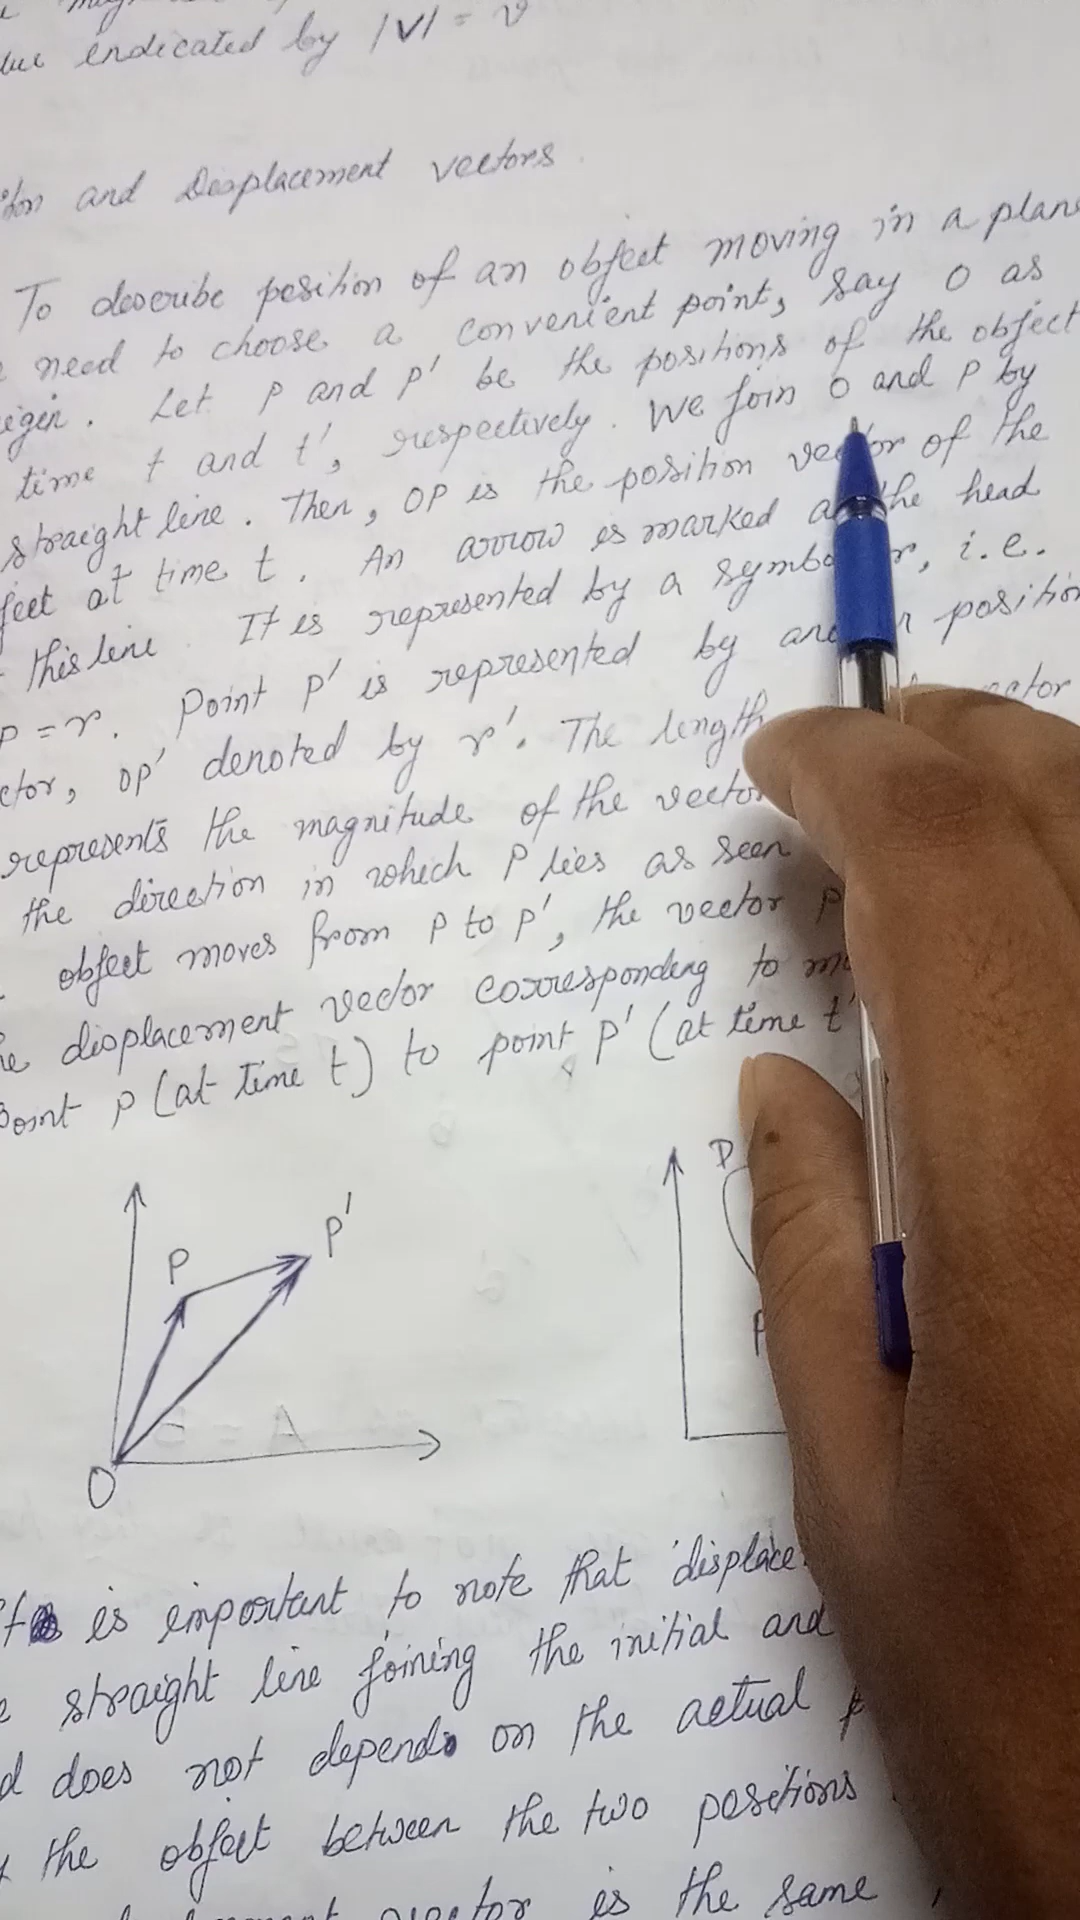 indicated by |V| = v
and Displacement vectors.
To describe position of an object moving in a plane
need to choose a convenient point, say O as
Let P and P' be the positions of the object
time t and t', respectively. We join O and P by
straight line. Then, OP is the position vector of the
at time t. An arrow is marked at the head
this line. It is represented by a symbol r, i.e.
P = r. Point P' is represented by position
OP' denoted by r'. The length
represents the magnitude of the vector
the direction in which P lies as seen
object moves from P to P', the vector P
displacement vector corresponding to
P (at time t) to point P' (at time t'
P
P'
O
P
A =
is important to note that displace
straight line joining the initial and
does not depend on the actual
the object between the two positions
is the same